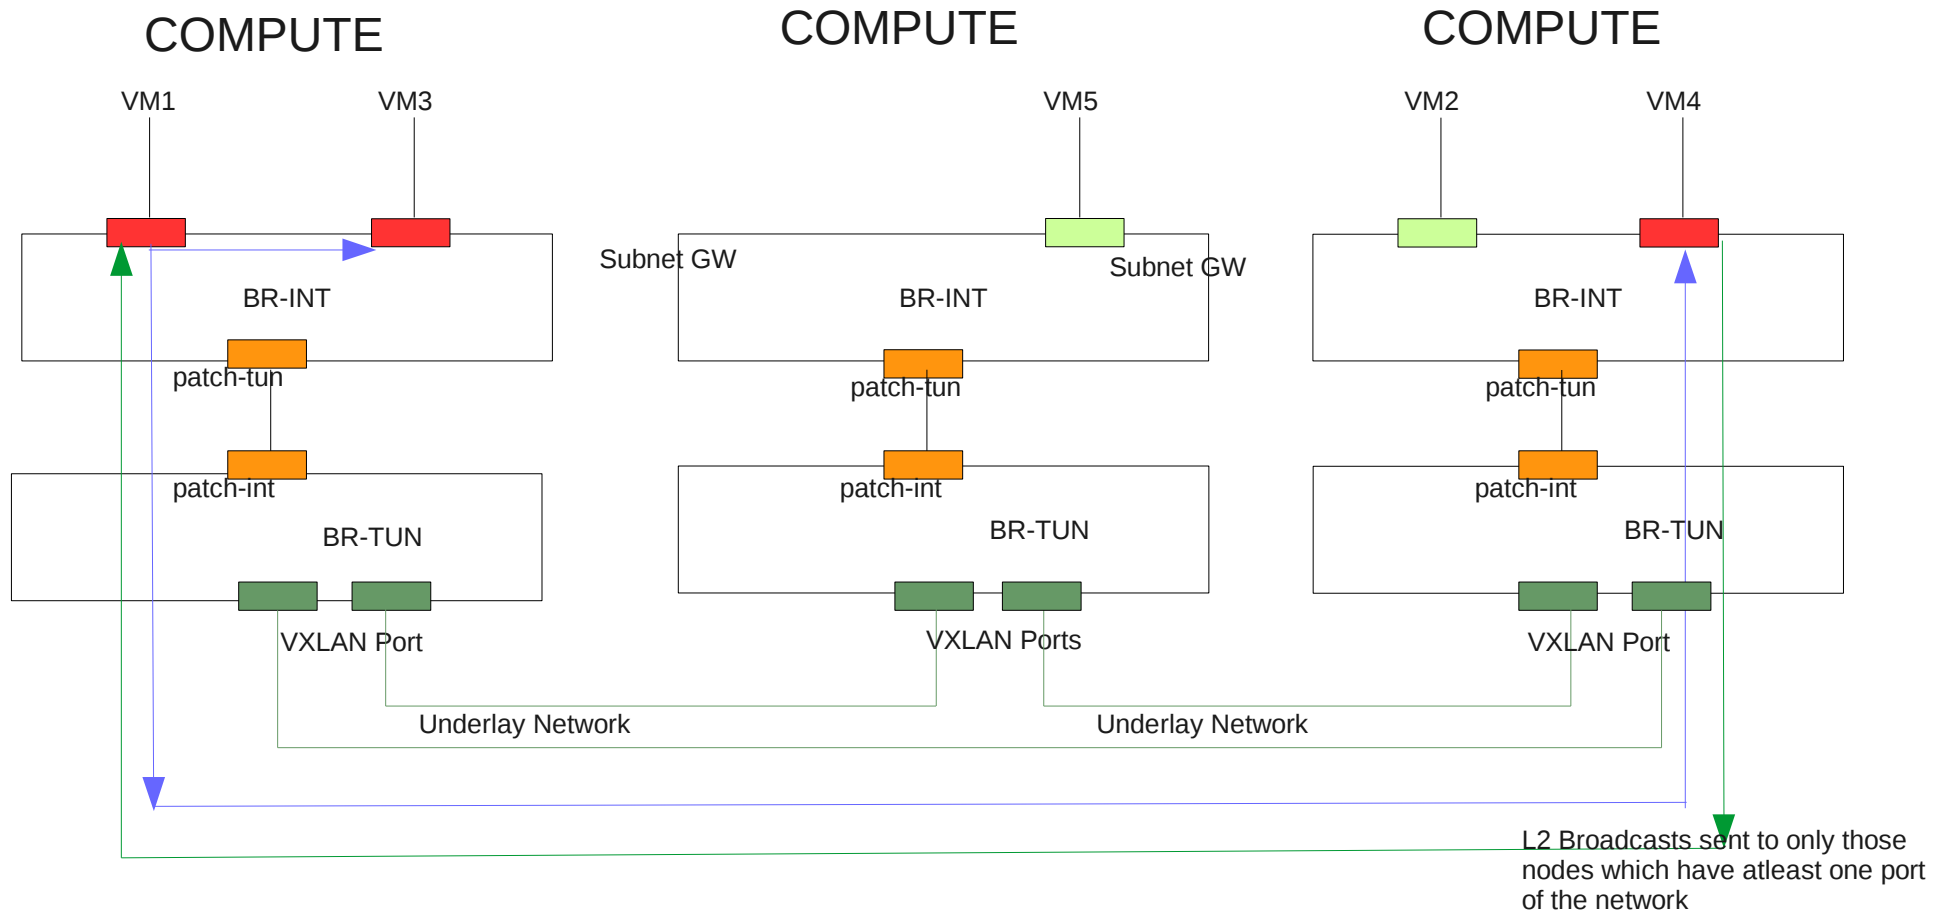 COMPUTE
COMPUTE
COMPUTE
VM1
VM3
VM5
VM2
VM4
Subnet GW
Subnet GW
BR-INT
BR-INT
BR-INT
patch-tun
patch-tun
patch-tun
patch-int
patch-int
patch-int
BR-TUN
BR-TUN
BR-TUN
VXLAN Port
VXLAN Ports
VXLAN Port
Underlay Network
Underlay Network
L2 Broadcasts sent to only those
nodes which have atleast one port
of the network